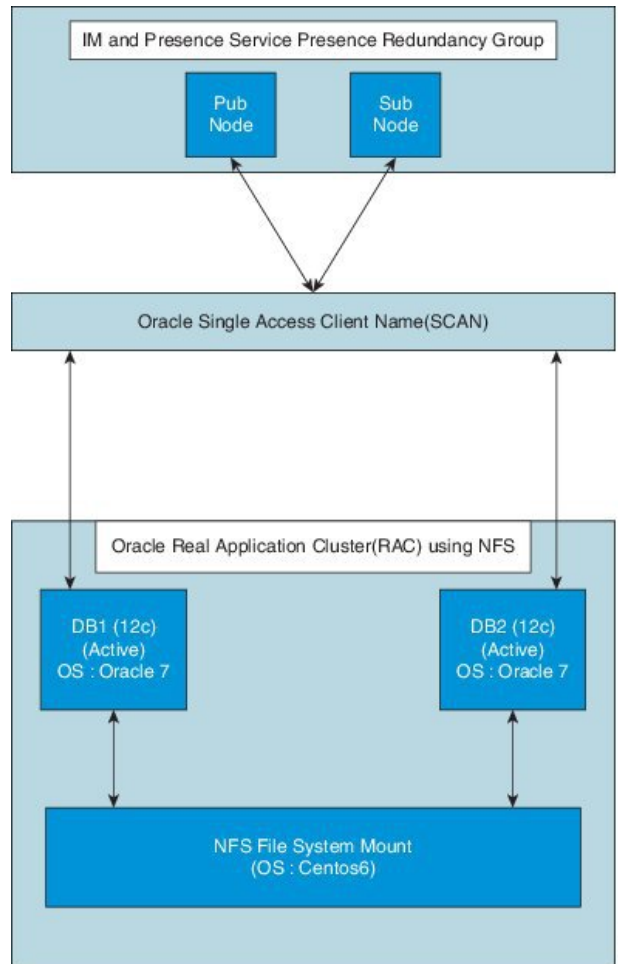 IM and Presence Service Presence Redundancy Group
Pub
Node
Sub
Node
Oracle Single Access Client Name(SCAN)
Oracle Real Application Cluster(RAC) using NFS
DB1 (12c)
(Active)
OS : Oracle 7
DB2 (12c)
(Active)
OS : Oracle 7
NFS File System Mount
(OS : Centos6)